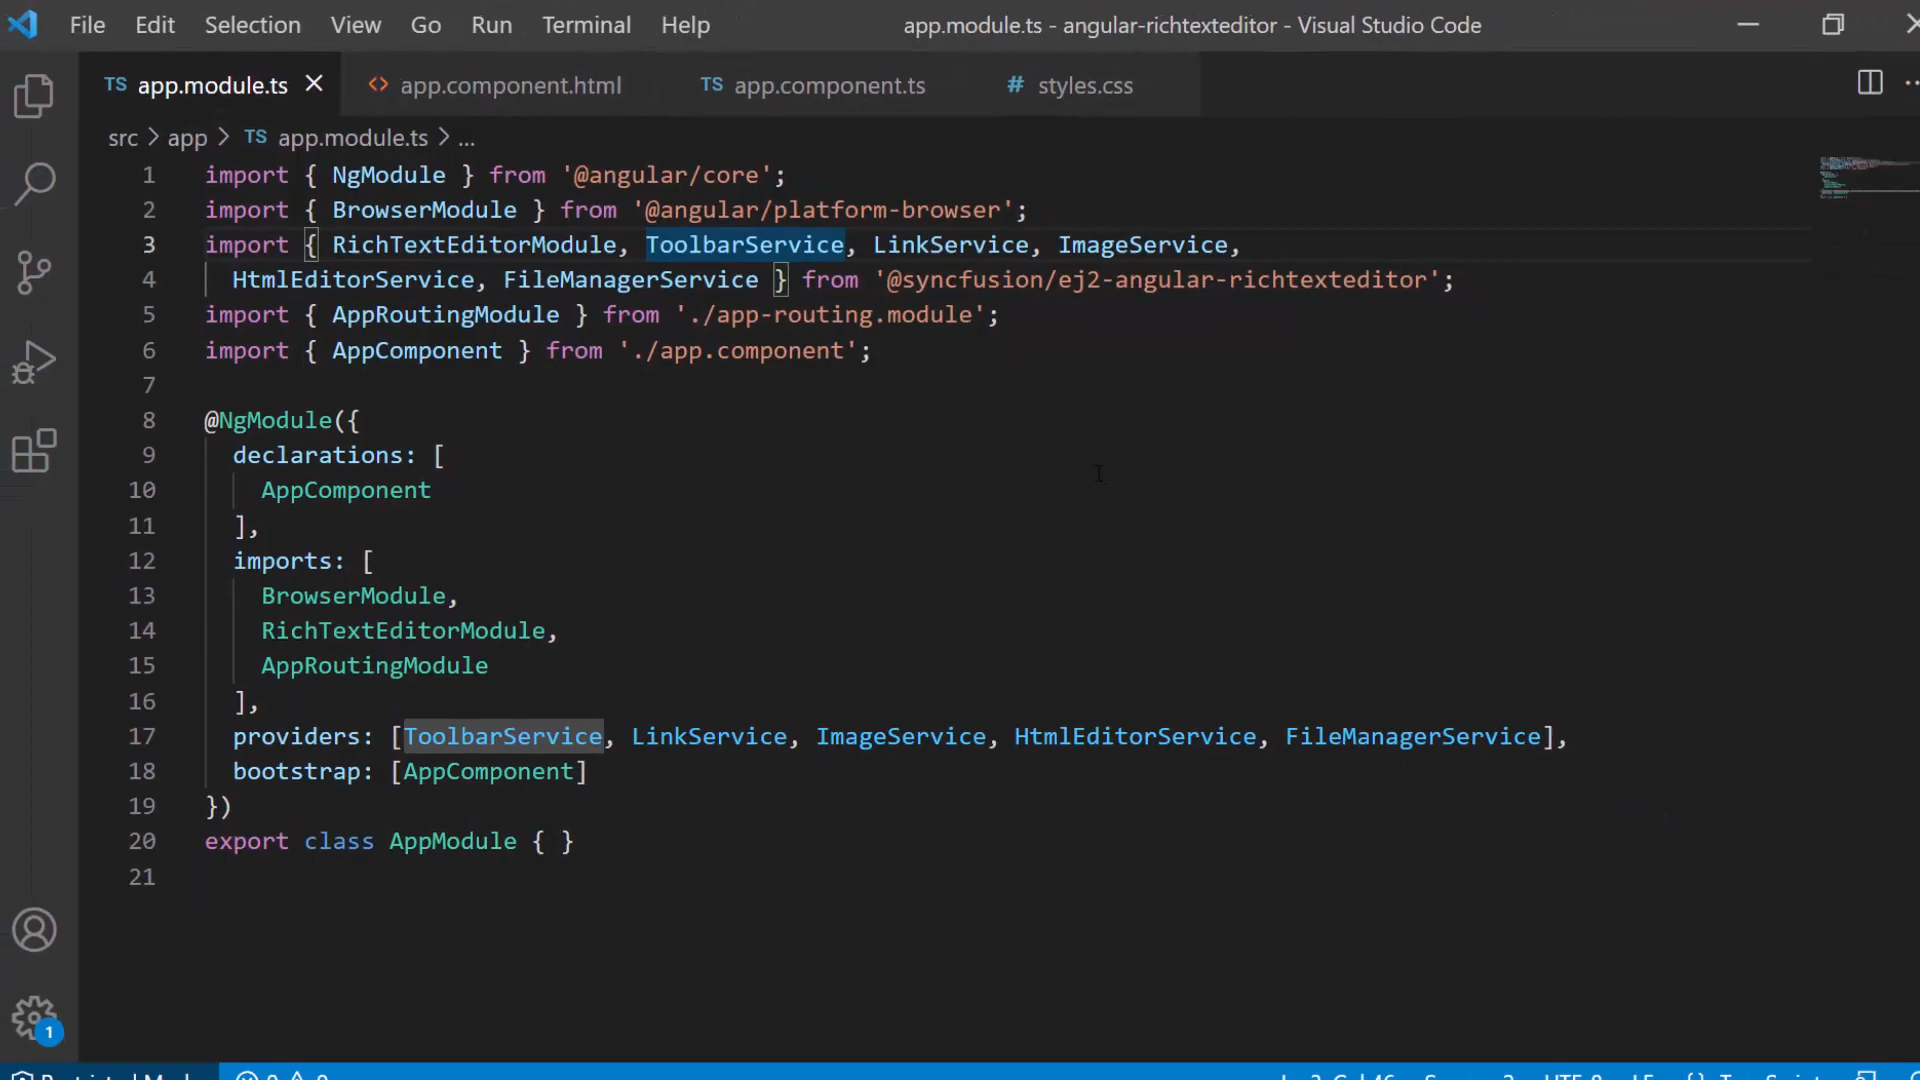 File Edit Selection View Go Run Terminal Help app.module.ts - angular-richtexteditor - Visual Studio Code
TS app.module.ts <> app.component.html TS app.component.ts # styles.css
src > app > TS app.module.ts > ...
1 import { NgModule } from '@angular/core';
2 import { BrowserModule } from '@angular/platform-browser';
3 import { RichTextEditorModule, ToolbarService, LinkService, ImageService,
4 HtmlEditorService, FileManagerService } from '@syncfusion/ej2-angular-richtexteditor';
5 import { AppRoutingModule } from './app-routing.module';
6 import { AppComponent } from './app.component';
7
8 @NgModule({
9 declarations: [
10 AppComponent
11 ],
12 imports: [
13 BrowserModule,
14 RichTextEditorModule,
15 AppRoutingModule
16 ],
17 providers: [ToolbarService, LinkService, ImageService, HtmlEditorService, FileManagerService],
18 bootstrap: [AppComponent]
19 })
20 export class AppModule { }
21
1